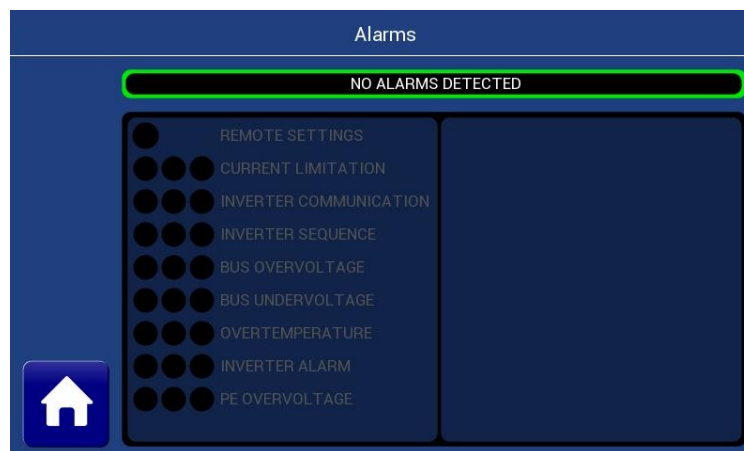 Alarms
NO ALARMS DETECTED
REMOTE SETTINGS
CURRENT LIMITATION
INVERTER COMMUNICATION
INVERTER SEQUENCE
BUS OVERVOLTAGE
BUS UNDERVOLTAGE
OVERTEMPERATURE
INVERTER ALARM
PE OVERVOLTAGE